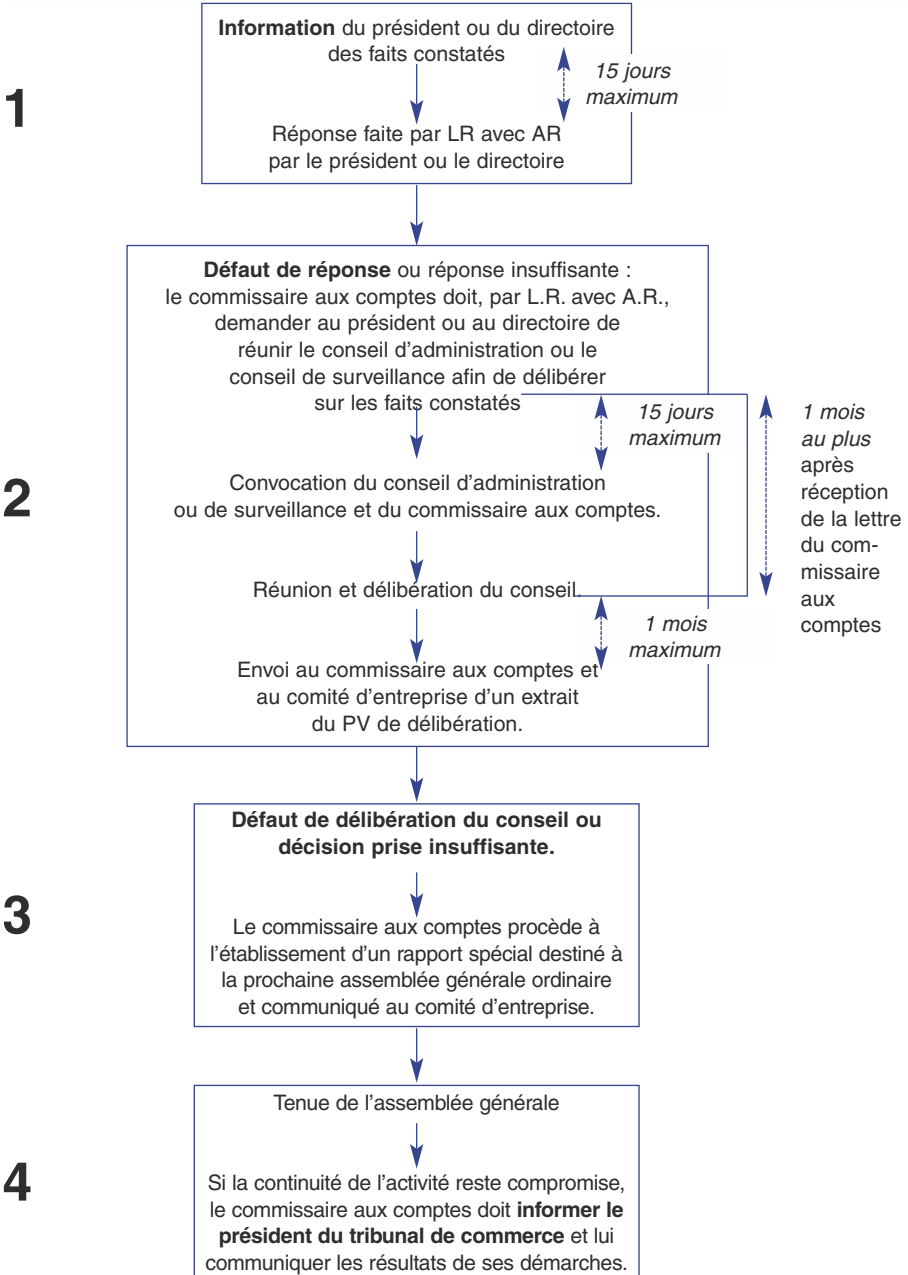 1
Information du président ou du directoire
des faits constatés
15 jours
maximum
Réponse faite par LR avec AR
par le président ou le directoire
2
Défaut de réponse ou réponse insuffisante :
le commissaire aux comptes doit, par L.R. avec A.R.,
demander au président ou au directoire de
réunir le conseil d’administration ou le
conseil de surveillance afin de délibérer
sur les faits constatés
15 jours
maximum
1 mois
au plus
après
réception
de la lettre
du com-
missaire
aux
comptes
Convocation du conseil d’administration
ou de surveillance et du commissaire aux comptes.
Réunion et délibération du conseil.
1 mois
maximum
Envoi au commissaire aux comptes et
au comité d’entreprise d’un extrait
du PV de délibération.
3
Défaut de délibération du conseil ou
décision prise insuffisante.
Le commissaire aux comptes procède à
l’établissement d’un rapport spécial destiné à
la prochaine assemblée générale ordinaire
et communiqué au comité d’entreprise.
4
Tenue de l’assemblée générale
Si la continuité de l’activité reste compromise,
le commissaire aux comptes doit informer le
président du tribunal de commerce et lui
communiquer les résultats de ses démarches.